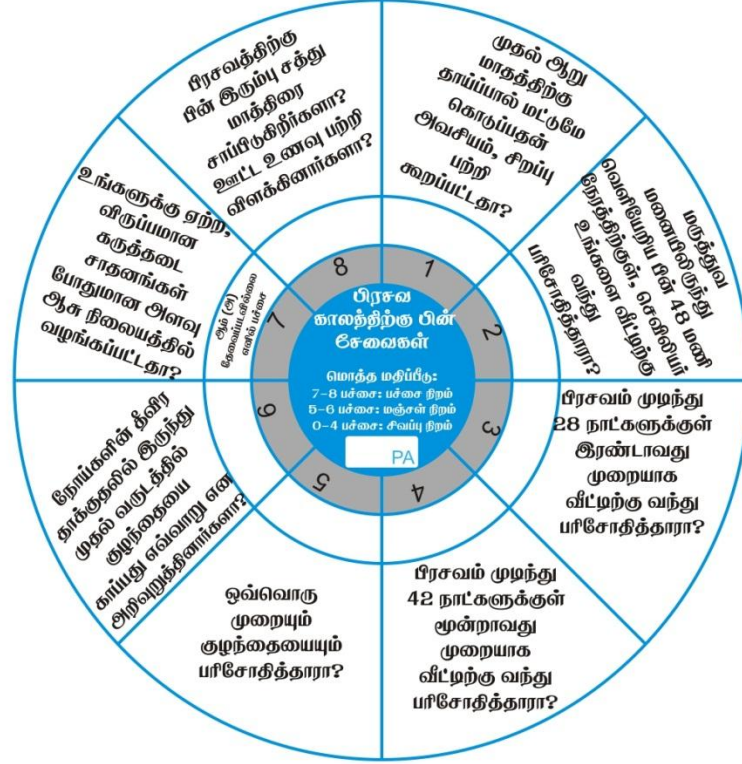 பிரசவ
காலத்திற்கு பின்
சேவைகள்
மொத்த மதிப்பீடு:
7-8 பச்சை: பச்சை நிறம்
5-6 பச்சை: மஞ்சள் நிறம்
0-4 பச்சை: சிவப்பு நிறம்
PA
1
முதல் ஆறு
மாதத்திற்கு
தாய்ப்பால் மட்டுமே
கொடுப்பதன்
அவசியம், சிறப்பு
பற்றி
கூறப்பட்டதா?
2
மருத்துவ
மனையிலிருந்து
வெளியேறிய பின் 48 மணி
நேரத்திற்குள், செவிலியர்
உங்களை வீட்டிற்கு
வந்து
பரிசோதித்தாரா?
3
பிரசவம் முடிந்து
28 நாட்களுக்குள்
இரண்டாவது
முறையாக
வீட்டிற்கு வந்து
பரிசோதித்தாரா?
4
பிரசவம் முடிந்து
42 நாட்களுக்குள்
மூன்றாவது
முறையாக
வீட்டிற்கு வந்து
பரிசோதித்தாரா?
5
ஒவ்வொரு
முறையும்
குழந்தையையும்
பரிசோதித்தாரா?
6
நோய்களின் தீவிர
தாக்குதலில் இருந்து
முதல் வருடத்தில்
குழந்தையை
காப்பது எவ்வாறு என
அறிவுறுத்தினார்களா?
7
உங்களுக்கு ஏற்ற,
விருப்பமான
கருத்தடை
சாதனங்கள்
போதுமான அளவு
ஆசு நிலையத்தில்
வழங்கப்பட்டதா?
ஆம் (அ)
தேவைப்படவில்லை
எனில் பச்சை
8
பிரசவத்திற்கு
பின் இரும்பு சத்து
மாத்திரை
சாப்பிடுகிறீர்களா?
ஊட்ட உணவு பற்றி
விளக்கினார்களா?